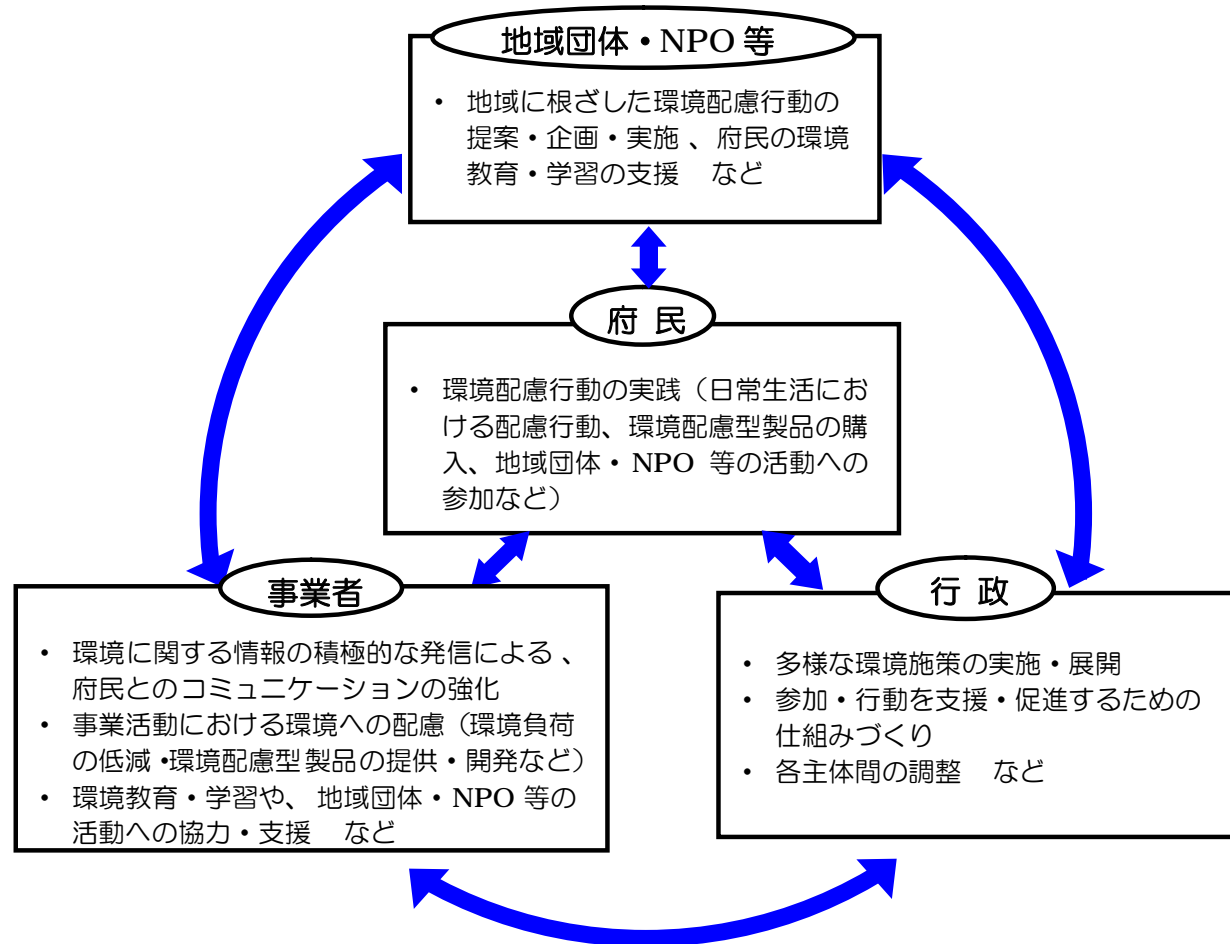 地域団体・NPO 等
・ 地域に根ざした環境配慮行動の
提案・企画・実施 、府民の環境
教育・学習の支援　など
府 民
・ 環境配慮行動の実践（日常生活にお
ける配慮行動、環境配慮型製品の購
入、地域団体・ NPO 等の活動への
参加など）
事業者
・ 環境に関する情報の積極的な発信による 、
府民とのコミュニケーションの強化
・ 事業活動における環境への配慮（環境負荷
の低減・環境配慮型製品の提供・開発など）
・ 環境教育・学習や、地域団体・NPO 等の
活動への協力・支援　など
行 政
・ 多様な環境施策の実施・展開
・ 参加・行動を支援・促進するための
仕組みづくり
・ 各主体間の調整　など